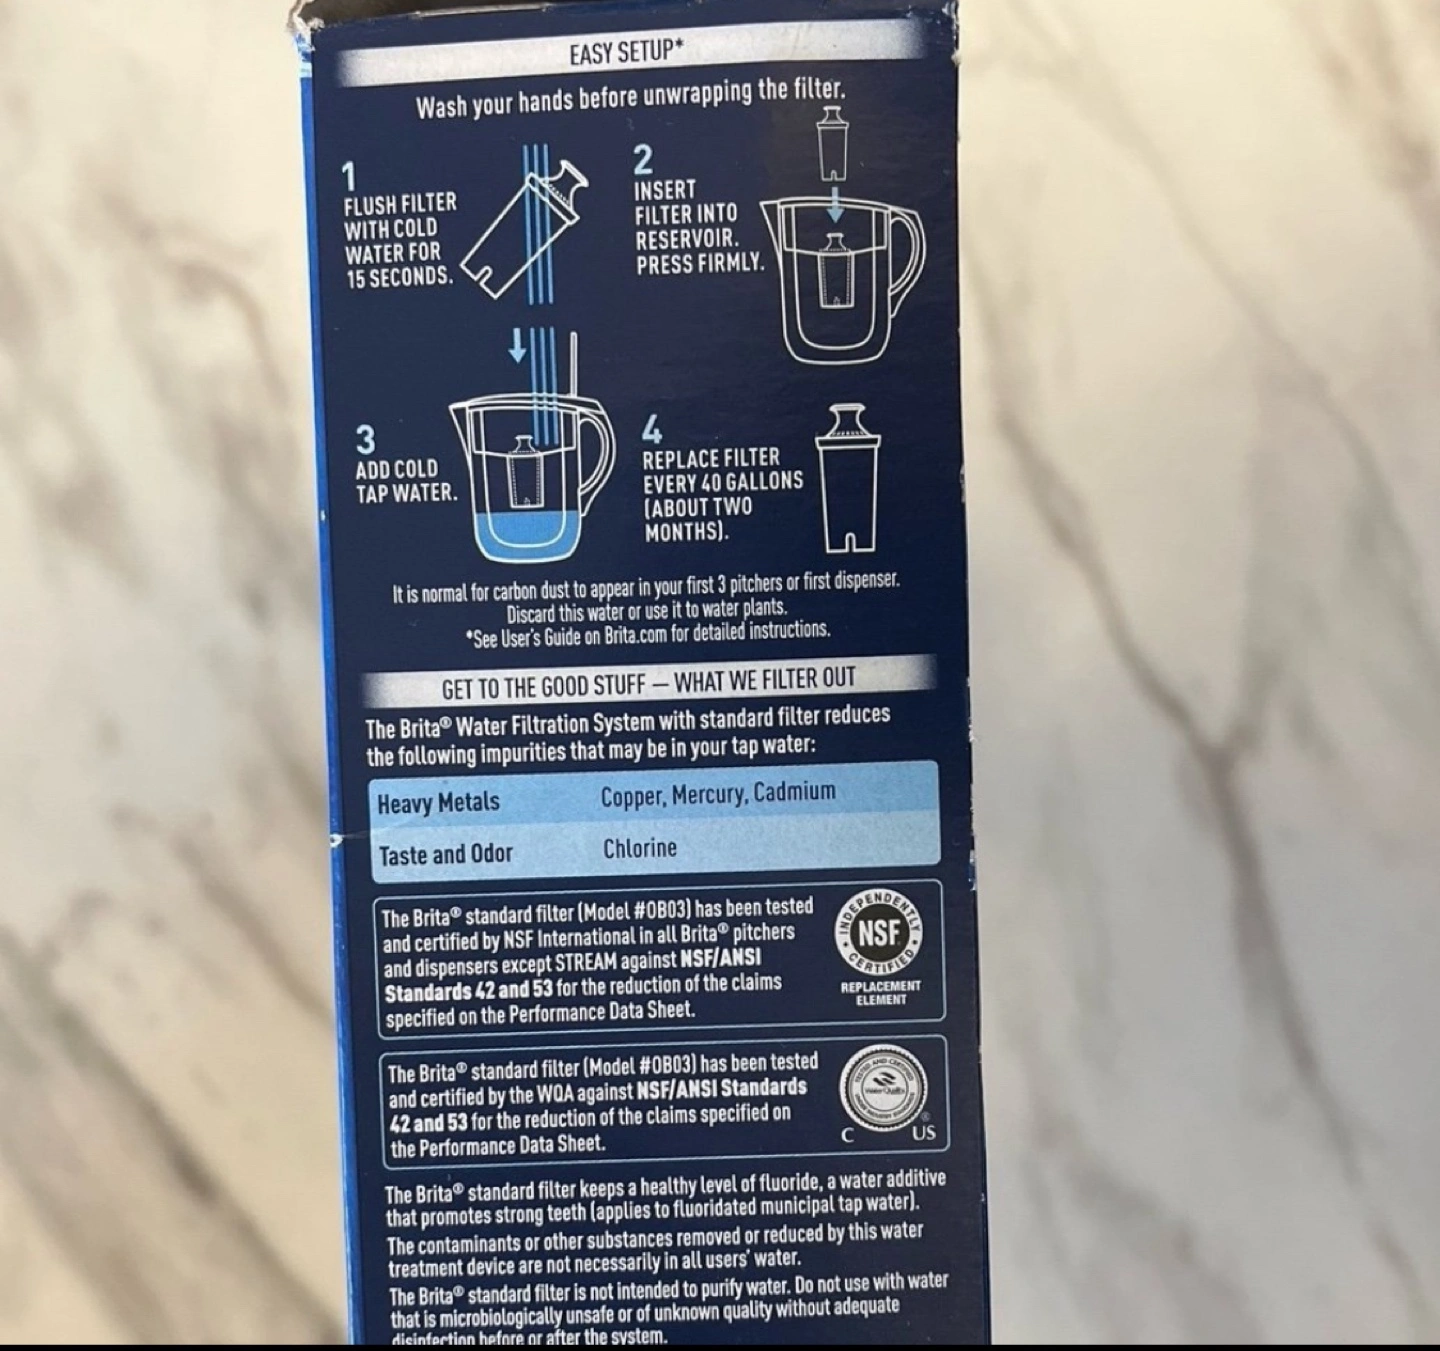 EASY SETUP*
Wash your hands before unwrapping the filter.
1
FLUSH FILTER
WITH COLD
WATER FOR
15 SECONDS.
2
INSERT
FILTER INTO
RESERVOIR.
PRESS FIRMLY.
3
ADD COLD
TAP WATER.
4
REPLACE FILTER
EVERY 40 GALLONS
(ABOUT TWO
MONTHS).
It is normal for carbon dust to appear in your first 3 pitchers or first dispenser.
Discard this water or use it to water plants.
*See User's Guide on Brita.com for detailed instructions.
GET TO THE GOOD STUFF — WHAT WE FILTER OUT
The Brita® Water Filtration System with standard filter reduces
the following impurities that may be in your tap water:
Heavy Metals Copper, Mercury, Cadmium
Taste and Odor Chlorine
The Brita® standard filter (Model #OB03) has been tested
and certified by NSF International in all Brita® pitchers
and dispensers except STREAM against NSF/ANSI
Standards 42 and 53 for the reduction of the claims
specified on the Performance Data Sheet.
INDEPENDENTLY
NSF
CERTIFIED
REPLACEMENT
ELEMENT
The Brita® standard filter (Model #OB03) has been tested
and certified by the WQA against NSF/ANSI Standards
42 and 53 for the reduction of the claims specified on
the Performance Data Sheet.
®
C US
The Brita® standard filter keeps a healthy level of fluoride, a water additive
that promotes strong teeth (applies to fluoridated municipal tap water).
The contaminants or other substances removed or reduced by this water
treatment device are not necessarily in all users' water.
The Brita® standard filter is not intended to purify water. Do not use with water
that is microbiologically unsafe or of unknown quality without adequate
disinfection before or after the system.